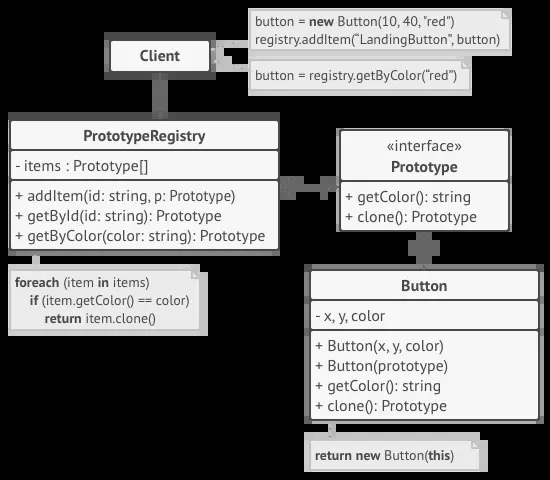 button = new Button(10, 40, "red")
registry.addItem(“LandingButton”, button)
Client
button = registry.getByColor(“red”)
PrototypeRegistry
- items : Prototype[]
+ addItem(id: string, p: Prototype)
+ getById(id: string): Prototype
+ getByColor(color: string): Prototype
«interface»
Prototype
+ getColor(): string
+ clone(): Prototype
foreach (item in items)
if (item.getColor() == color)
return item.clone()
Button
- x, y, color
+ Button(x, y, color)
+ Button(prototype)
+ getColor(): string
+ clone(): Prototype
return new Button(this)